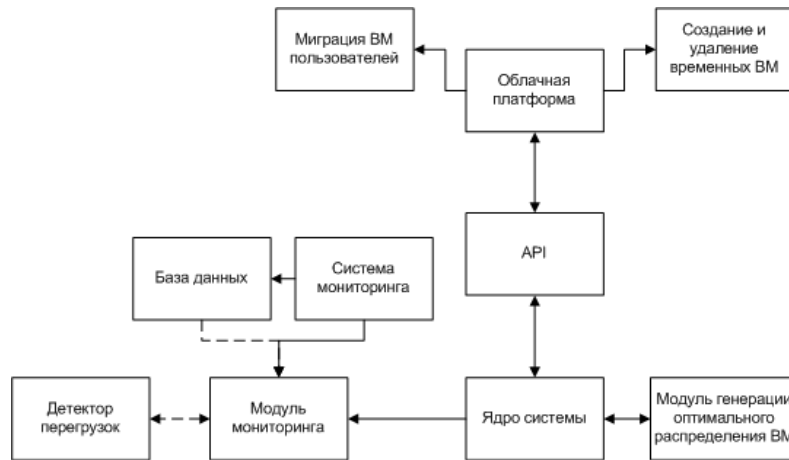 Миграция ВМ
пользователей
Облачная
платформа
Создание и
удаление
временных ВМ
API
База данных
Система
мониторинга
Детектор
перегрузок
Модуль
мониторинга
Ядро системы
Модуль генерации
оптимального
распределения ВМ